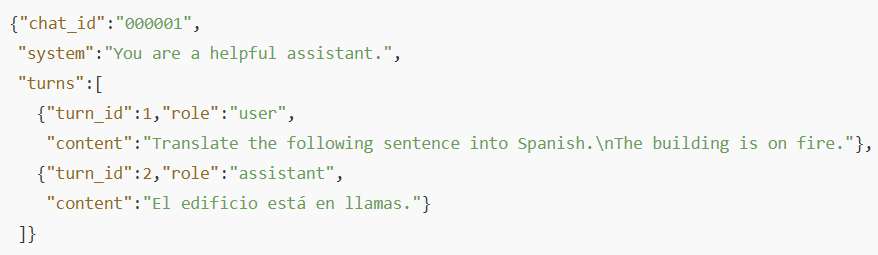 {"chat_id":"000001",
"system":"You are a helpful assistant.",
"turns":[
{"turn_id":1,"role":"user",
"content":"Translate the following sentence into Spanish.\nThe building is on fire."},
{"turn_id":2,"role":"assistant",
"content":"El edificio está en llamas."}
]}